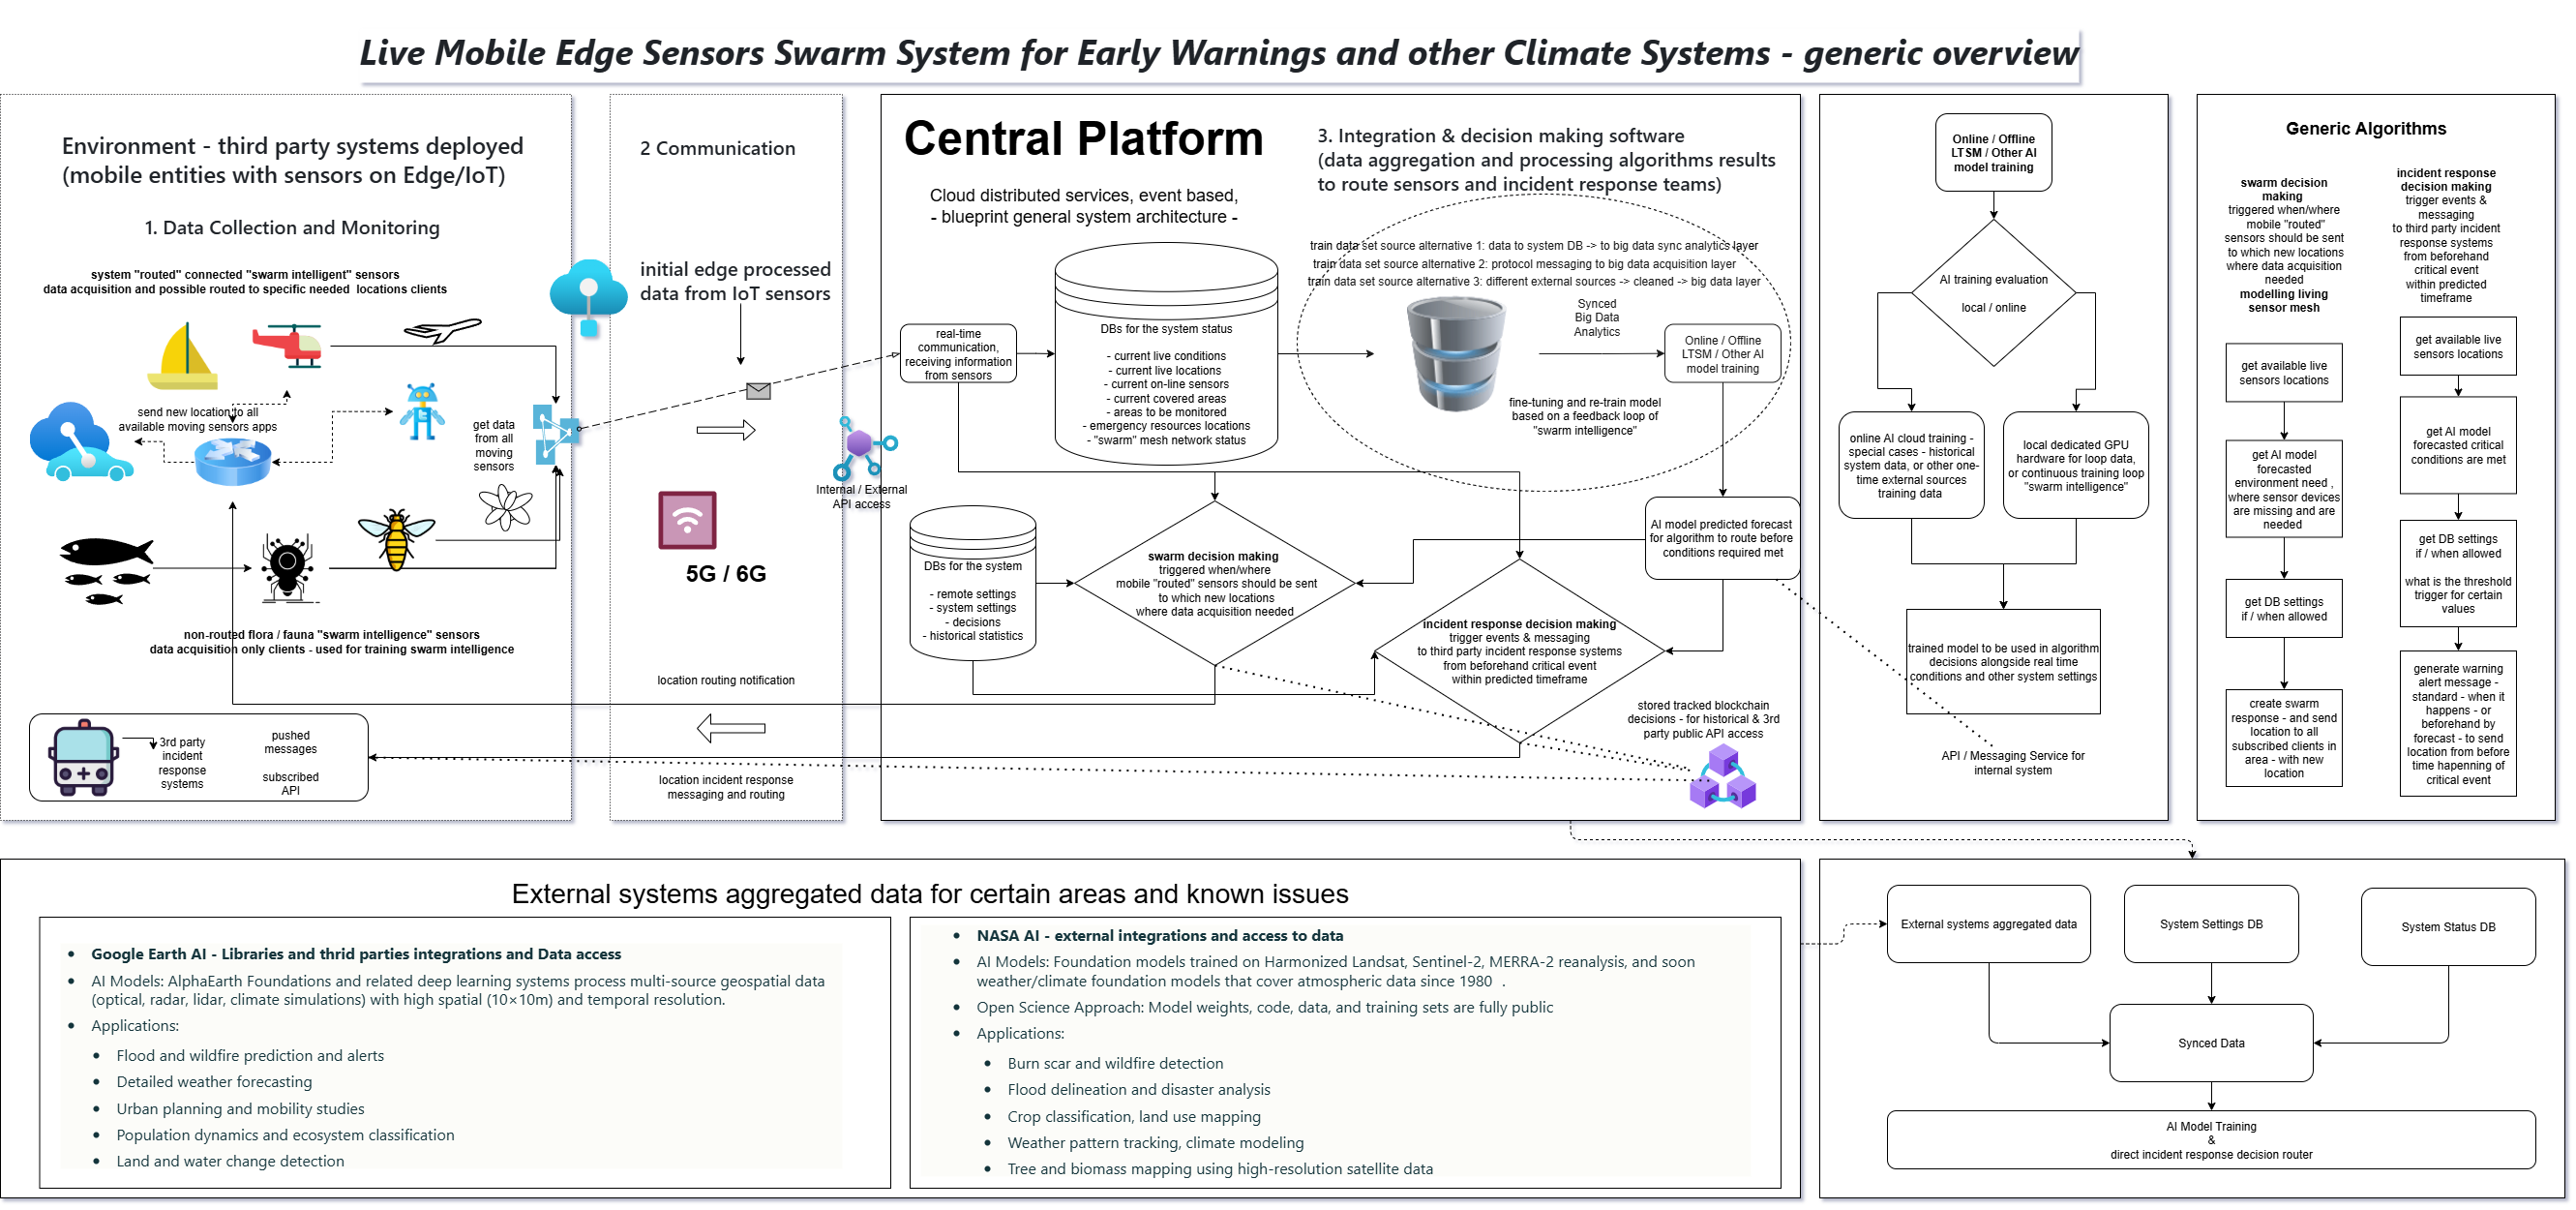 Live Mobile Edge Sensors Swarm System for Early Warnings and other Climate Systems - generic overview
Environment - third party systems deployed
(mobile entities with sensors on Edge/IoT)
1. Data Collection and Monitoring
system "routed" connected "swarm intelligent" sensors
data acquisition and possible routed to specific needed locations clients
send new location to all
available moving sensors apps
get data
from all
moving
sensors
non-routed flora / fauna "swarm intelligence" sensors
data acquisition only clients - used for training swarm intelligence
3rd party
incident
response
systems
pushed
messages
subscribed
API
2 Communication
initial edge processed
data from IoT sensors
5G / 6G
location routing notification
location incident response
messaging and routing
Internal / External
API access
Central Platform
Cloud distributed services, event based,
- blueprint general system architecture -
3. Integration & decision making software
(data aggregation and processing algorithms results
to route sensors and incident response teams)
train data set source alternative 1: data to system DB -> to big data sync analytics layer
train data set source alternative 2: protocol messaging to big data acquisition layer
train data set source alternative 3: different external sources -> cleaned -> big data layer
real-time
communication,
receiving information
from sensors
DBs for the system status
- current live conditions
- current live locations
- current on-line sensors
- current covered areas
- areas to be monitored
- emergency resources locations
- "swarm" mesh network status
Synced
Big Data
Analytics
Online / Offline
LTSM / Other AI
model training
fine-tuning and re-train model
based on a feedback loop of
"swarm intelligence"
DBs for the system
- remote settings
- system settings
- decisions
- historical statistics
swarm decision making
triggered when/where
mobile "routed" sensors should be sent
to which new locations
where data acquisition needed
AI model predicted forecast
for algorithm to route before
conditions required met
incident response decision making
trigger events & messaging
to third party incident response systems
from beforehand critical event
within predicted timeframe
stored tracked blockchain
decisions - for historical & 3rd
party public API access
Online / Offline
LTSM / Other AI
model training
AI training evaluation
local / online
online AI cloud training -
special cases - historical
system data, or other one-
time external sources
training data
local dedicated GPU
hardware for loop data,
or continuous training loop
"swarm intelligence"
trained model to be used in algorithm
decisions alongside real time
conditions and other system settings
API / Messaging Service for
internal system
Generic Algorithms
swarm decision
making
triggered when/where
mobile "routed"
sensors should be sent
to which new locations
where data acquisition
needed
modelling living
sensor mesh
get available live
sensors locations
get AI model
forecasted
environment need ,
where sensor devices
are missing and are
needed
get DB settings
if / when allowed
create swarm
response - and send
location to all
subscribed clients in
area - with new
location
incident response
decision making
trigger events &
messaging
to third party incident
response systems
from beforehand
critical event
within predicted
timeframe
get available live
sensors locations
get AI model
forecasted critical
conditions are met
get DB settings
if / when allowed
what is the threshold
trigger for certain
values
generate warning
alert message -
standard - when it
happens - or
beforehand by
forecast - to send
location from before
time hapenning of
critical event
External systems aggregated data for certain areas and known issues
• Google Earth AI - Libraries and thrid parties integrations and Data access
• AI Models: AlphaEarth Foundations and related deep learning systems process multi-source geospatial data
(optical, radar, lidar, climate simulations) with high spatial (10×10m) and temporal resolution.
• Applications:
• Flood and wildfire prediction and alerts
• Detailed weather forecasting
• Urban planning and mobility studies
• Population dynamics and ecosystem classification
• Land and water change detection
• NASA AI - external integrations and access to data
• AI Models: Foundation models trained on Harmonized Landsat, Sentinel-2, MERRA-2 reanalysis, and soon
weather/climate foundation models that cover atmospheric data since 1980 .
• Open Science Approach: Model weights, code, data, and training sets are fully public
• Applications:
• Burn scar and wildfire detection
• Flood delineation and disaster analysis
• Crop classification, land use mapping
• Weather pattern tracking, climate modeling
• Tree and biomass mapping using high-resolution satellite data
External systems aggregated data
System Settings DB
System Status DB
Synced Data
AI Model Training
&
direct incident response decision router